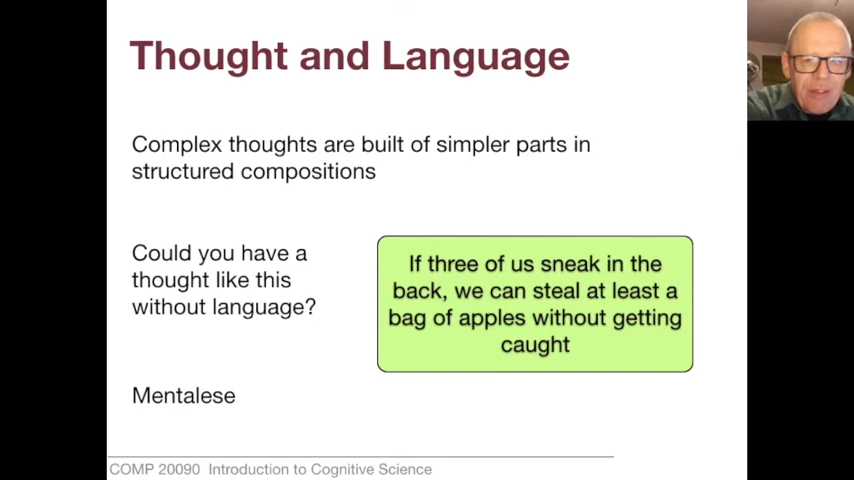 Thought and Language
Complex thoughts are built of simpler parts in
structured compositions
Could you have a
thought like this
without language?
If three of us sneak in the
back, we can steal at least a
bag of apples without getting
caught
Mentalese
COMP 20090 Introduction to Cognitive Science